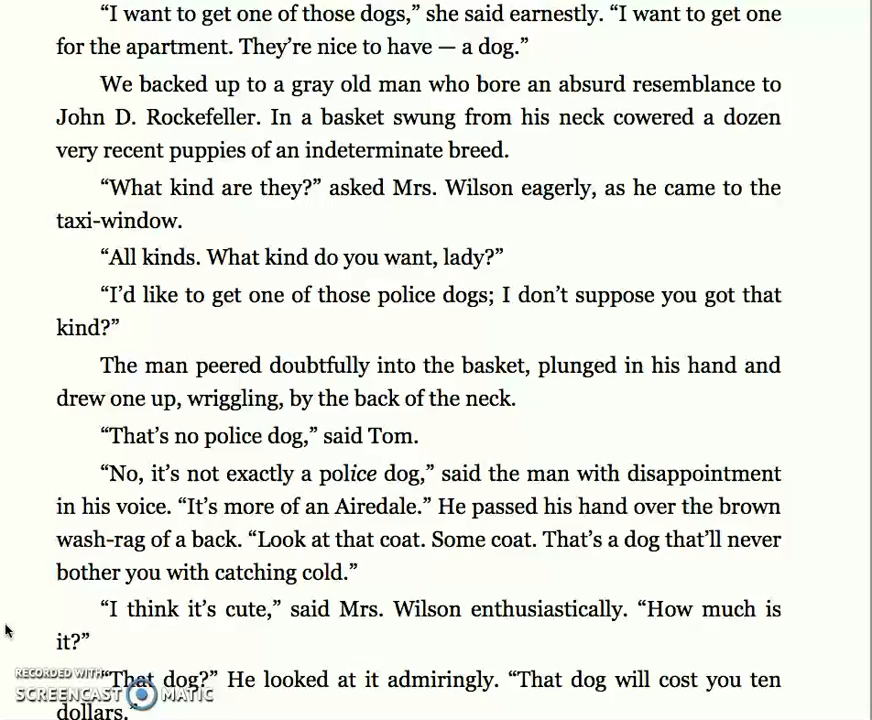 “I want to get one of those dogs,” she said earnestly. “I want to get one
for the apartment. They’re nice to have — a dog.”
We backed up to a gray old man who bore an absurd resemblance to
John D. Rockefeller. In a basket swung from his neck cowered a dozen
very recent puppies of an indeterminate breed.
“What kind are they?” asked Mrs. Wilson eagerly, as he came to the
taxi-window.
“All kinds. What kind do you want, lady?”
“I’d like to get one of those police dogs; I don’t suppose you got that
kind?”
The man peered doubtfully into the basket, plunged in his hand and
drew one up, wriggling, by the back of the neck.
“That’s no police dog,” said Tom.
“No, it’s not exactly a police dog,” said the man with disappointment
in his voice. “It’s more of an Airedale.” He passed his hand over the brown
wash-rag of a back. “Look at that coat. Some coat. That’s a dog that’ll never
bother you with catching cold.”
“I think it’s cute,” said Mrs. Wilson enthusiastically. “How much is
it?”
“That dog?” He looked at it admiringly. “That dog will cost you ten
dollars.”
RECORDED WITH
SCREENCAST MATIC